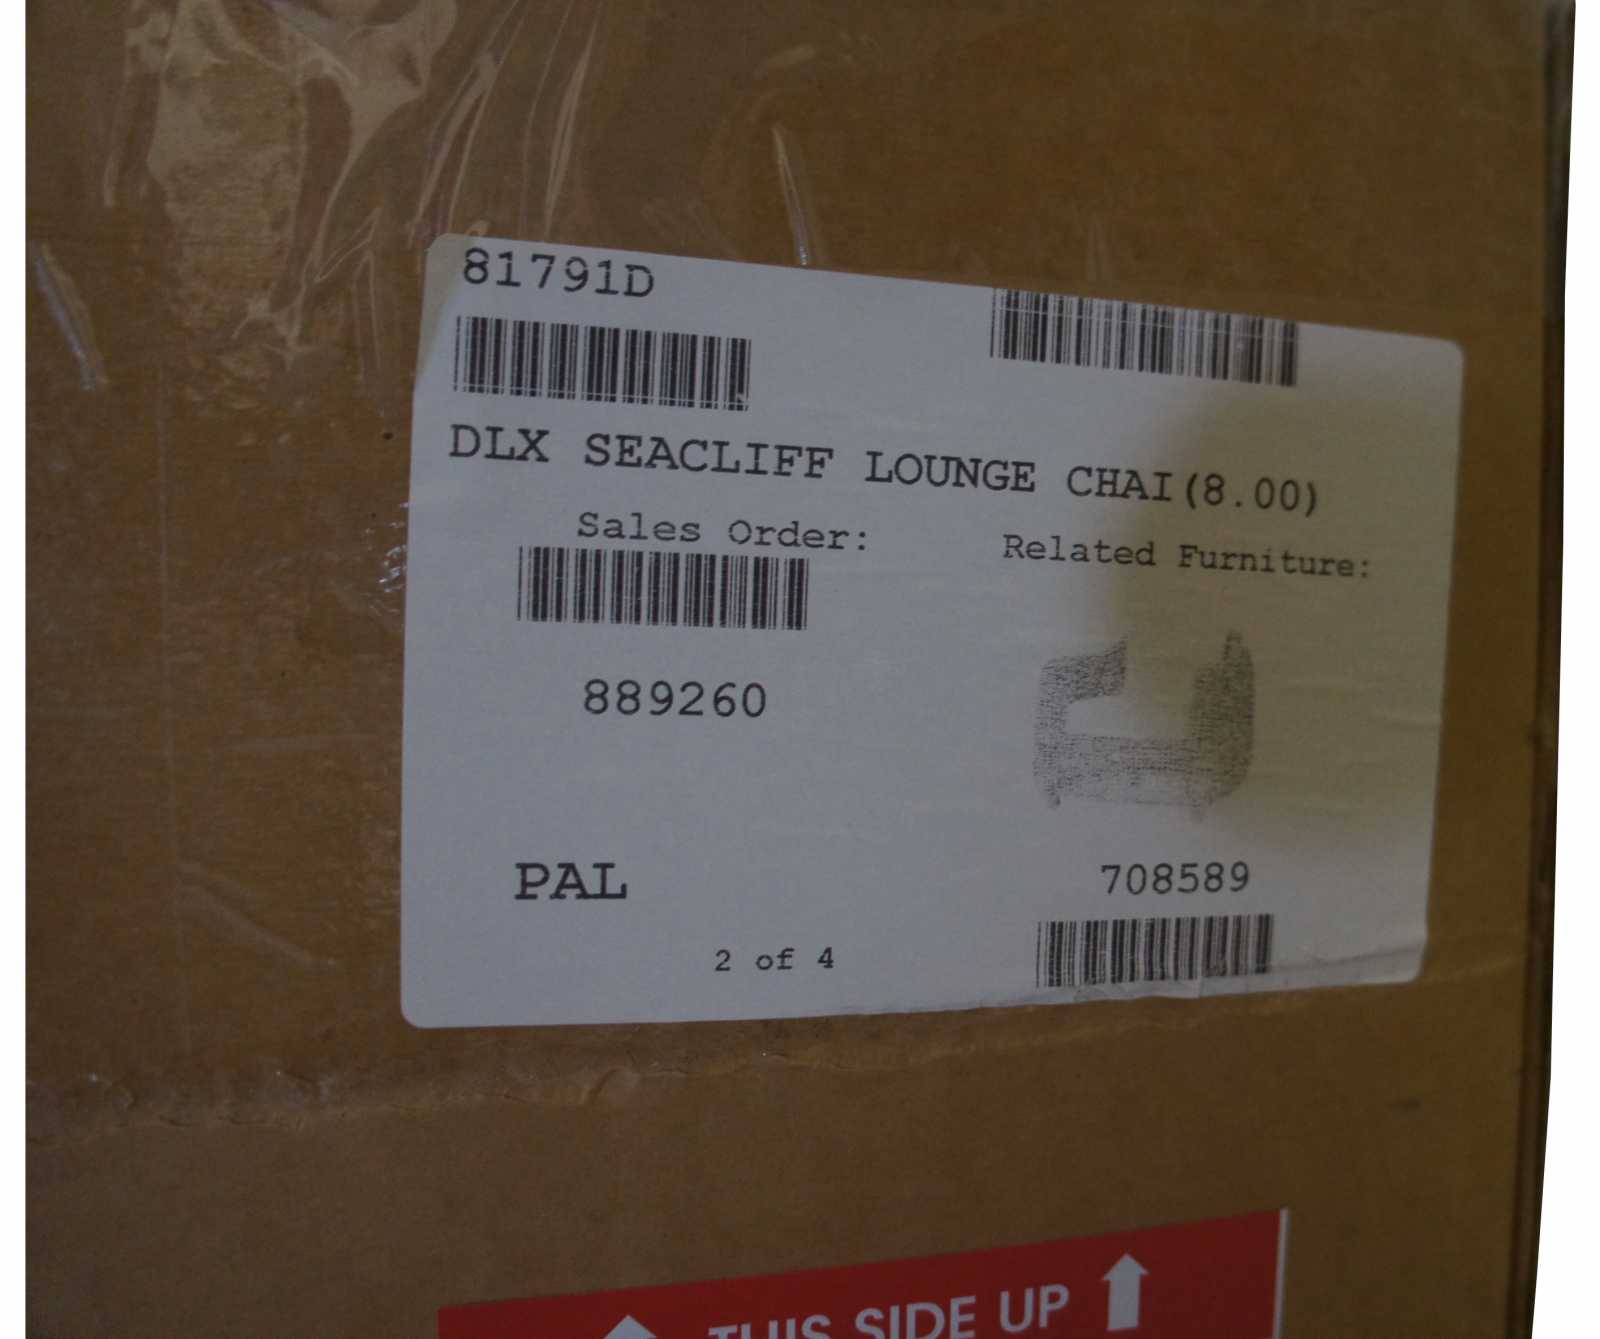 81791D
DLX SEACLIFF LOUNGE CHAI(8.00)
Sales Order:
Related Furniture:
889260
PAL
708589
2 of 4
THIS SIDE UP